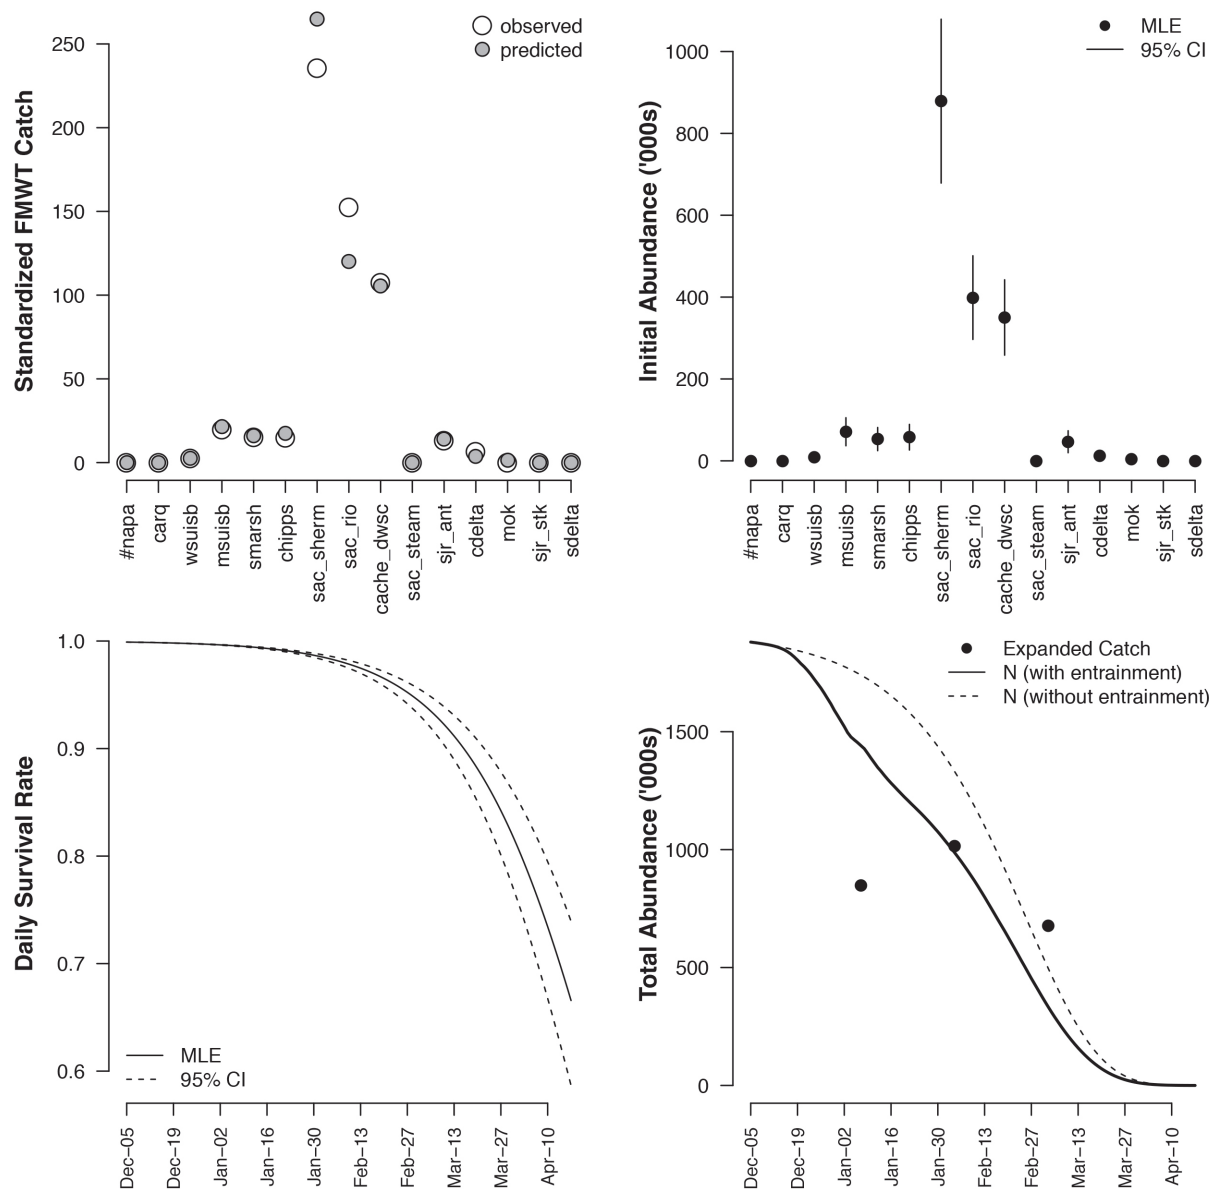 Standardized FMWT Catch
250
200
150
100
50
0
observed
predicted
#napa
carq
wsuisb
msuisb
smarsh
chipps
sac_sherm
sac_rio
cache_dwsc
sac_steam
sjr_ant
cdelta
mok
sjr_stk
sdelta
Initial Abundance ('000s)
1000
800
600
400
200
0
MLE
95% CI
#napa
carq
wsuisb
msuisb
smarsh
chipps
sac_sherm
sac_rio
cache_dwsc
sac_steam
sjr_ant
cdelta
mok
sjr_stk
sdelta
Daily Survival Rate
1.0
0.9
0.8
0.7
0.6
MLE
95% CI
Dec−05
Dec−19
Jan−02
Jan−16
Jan−30
Feb−13
Feb−27
Mar−13
Mar−27
Apr−10
Total Abundance ('000s)
1500
1000
500
0
Expanded Catch
N (with entrainment)
N (without entrainment)
Dec−05
Dec−19
Jan−02
Jan−16
Jan−30
Feb−13
Feb−27
Mar−13
Mar−27
Apr−10